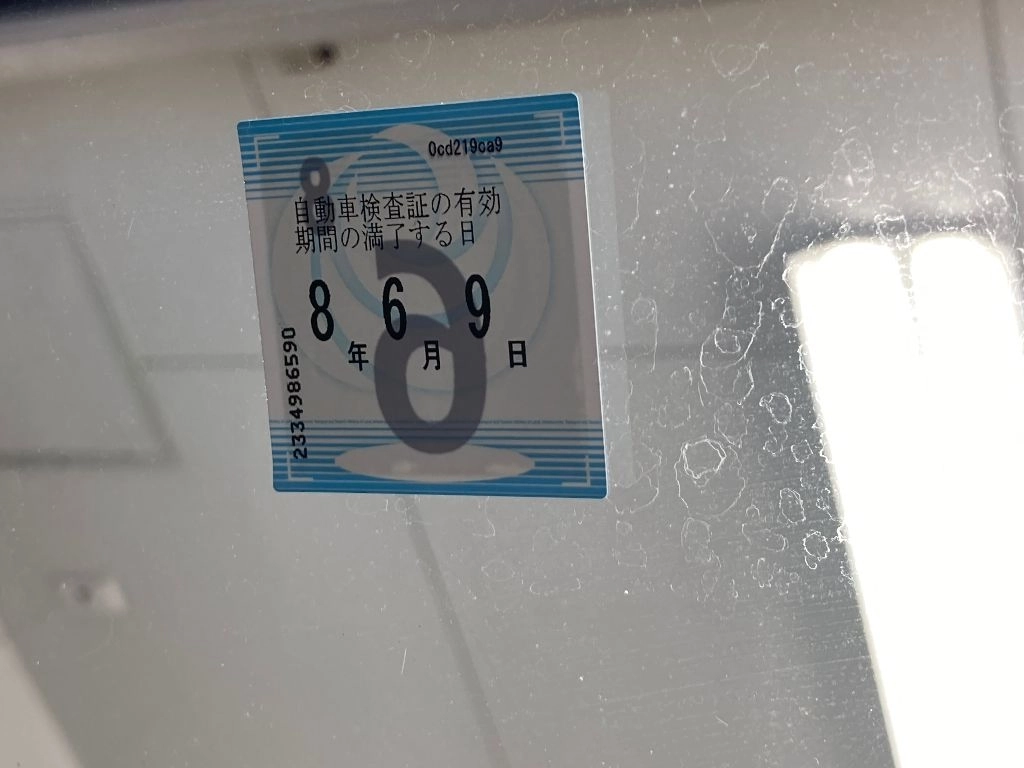 0cd219ca9
自動車検査証の有効
期間の満了する日
8年6月9日
2334986590